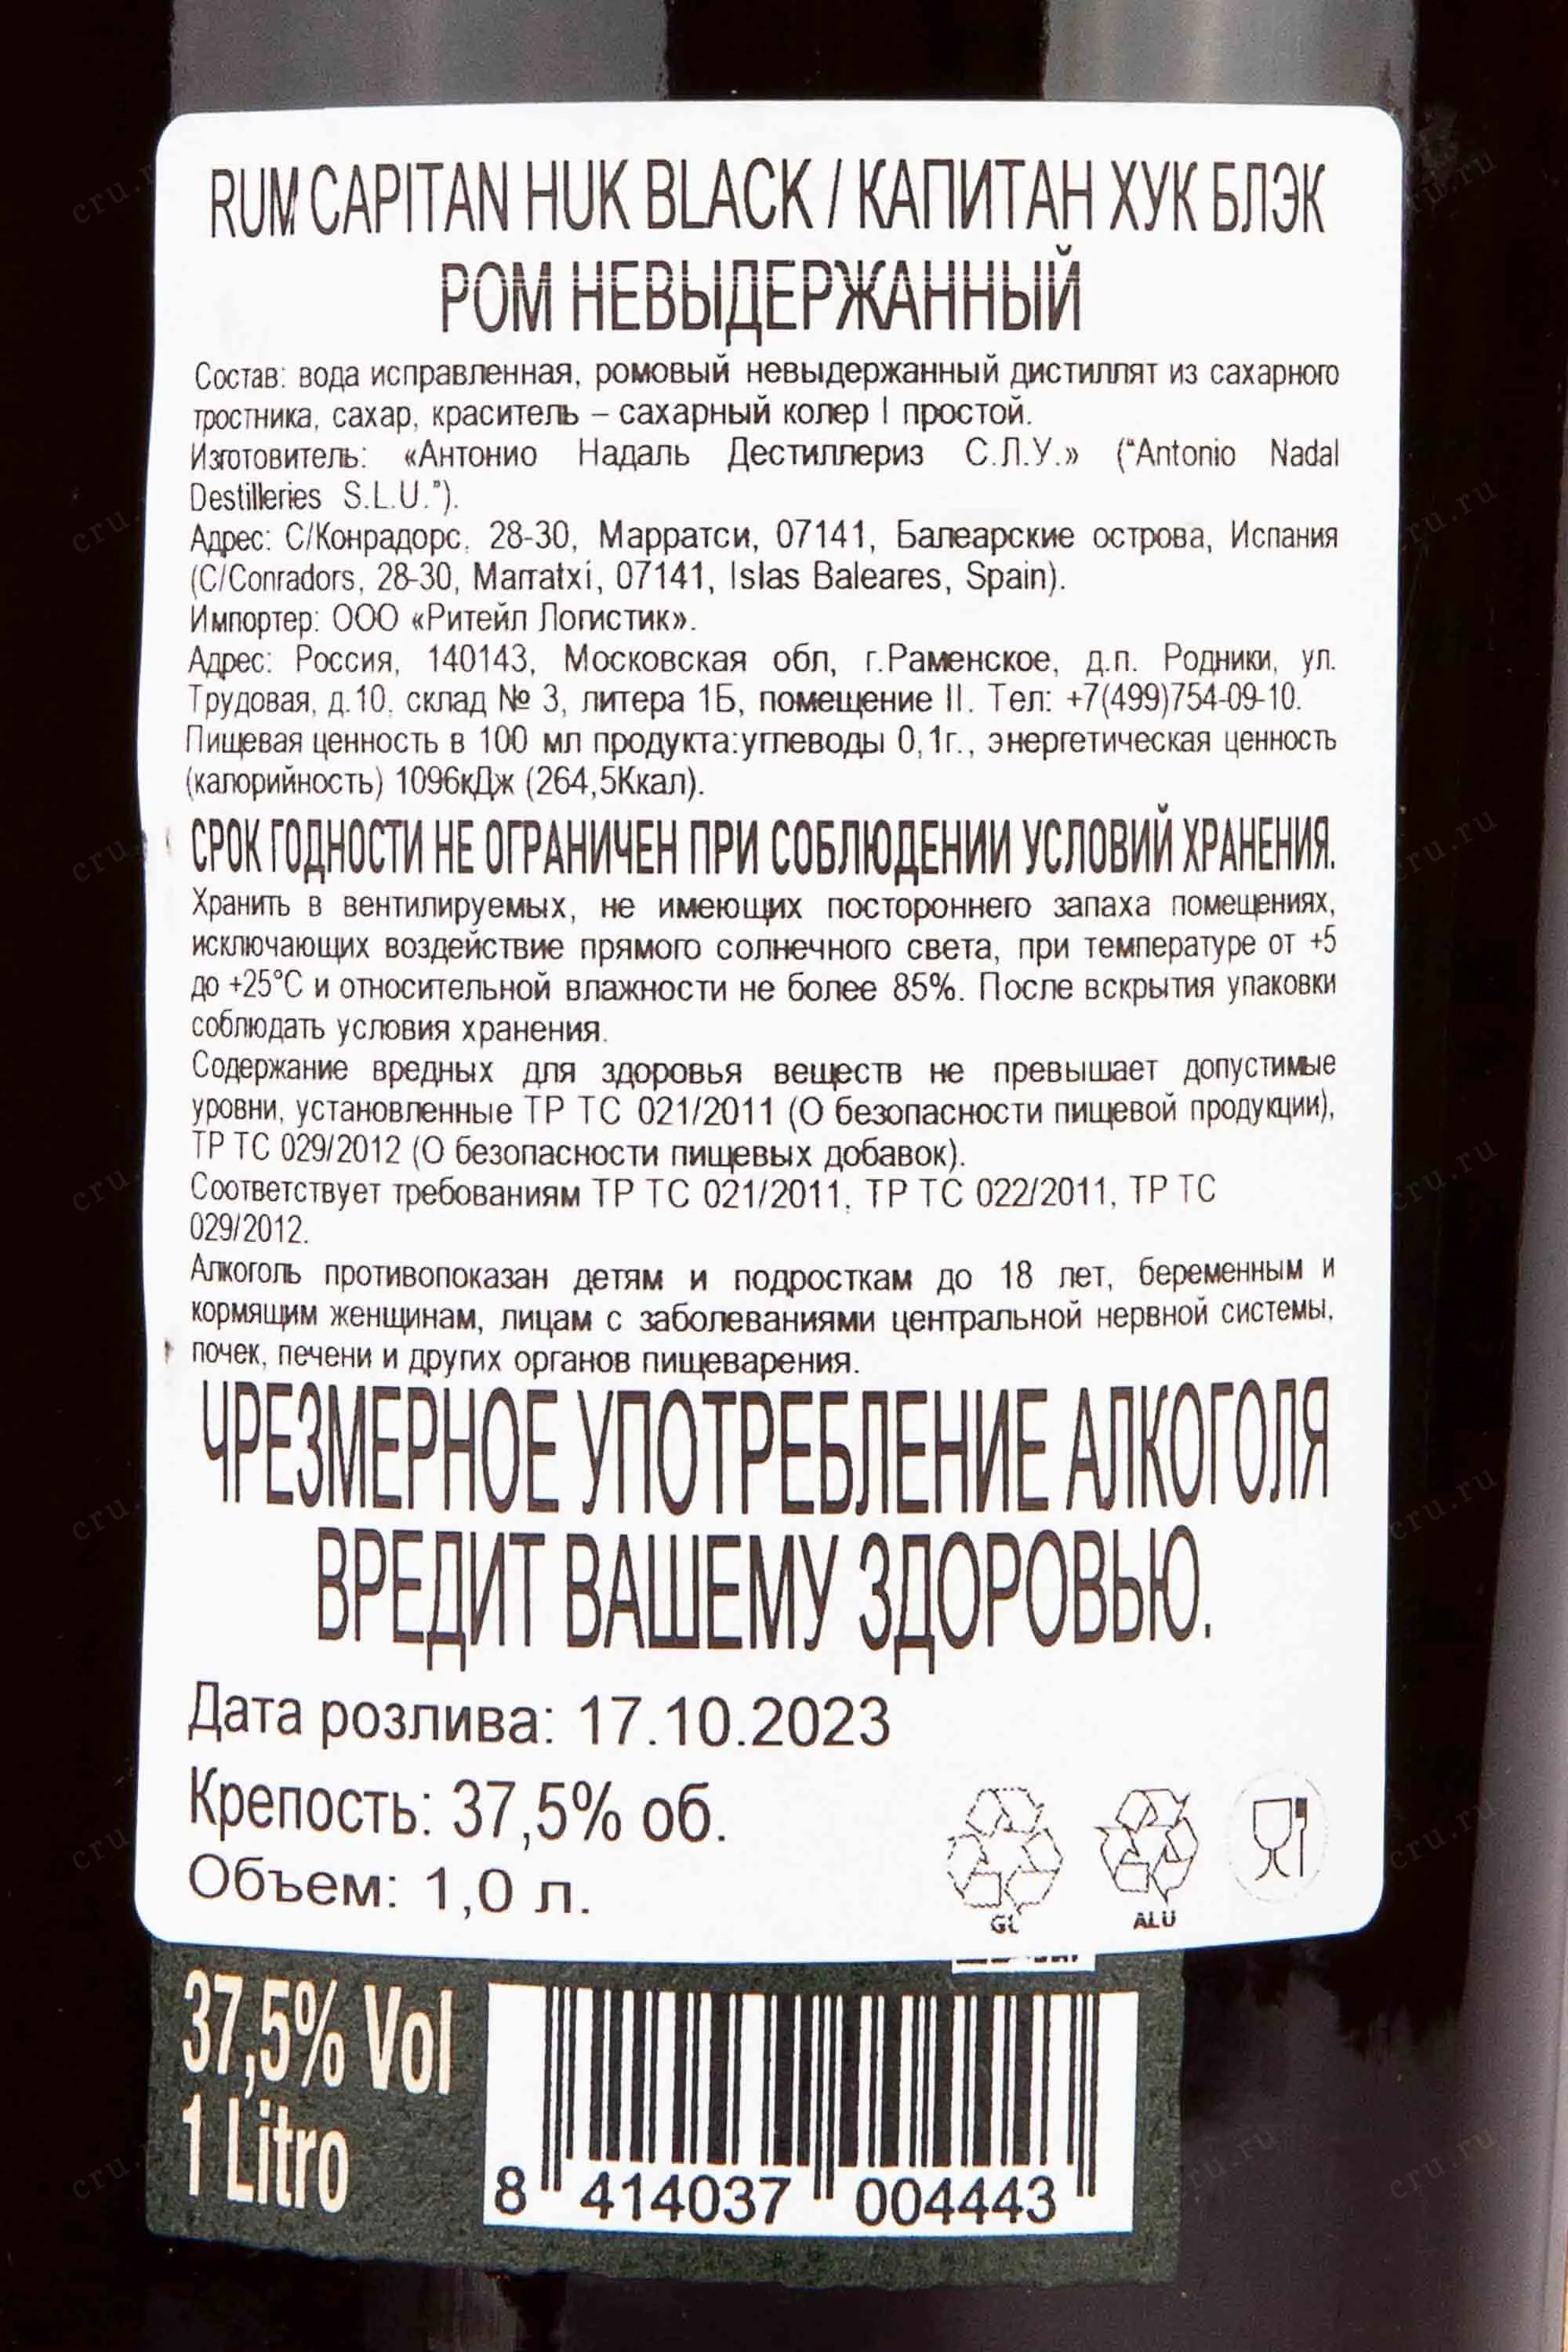 RUM CAPITAN HUK BLACK / КАПИТАН ХУК БЛЭК
РОМ НЕВЫДЕРЖАННЫЙ
Состав: вода исправленная, ромовый невыдержанный дистиллят из сахарного
тростника, сахар, краситель – сахарный колер I простой.
Изготовитель: «Антонио Надаль Дестиллериз С.Л.У.» ("Antonio Nadal
Destilleries S.L.U.").
Адрес: С/Конрадорс, 28-30, Марратси, 07141, Балеарские острова, Испания
(C/Conradors, 28-30, Marratxi, 07141, Islas Baleares, Spain).
Импортер: ООО «Ритейл Логистик».
Адрес: Россия, 140143, Московская обл, г.Раменское, д.п. Родники, ул.
Трудовая, д.10, склад № 3, литера 1Б, помещение II. Тел: +7(499)754-09-10.
Пищевая ценность в 100 мл продукта:углеводы 0,1г., энергетическая ценность
(калорийность) 1096кДж (264,5Ккал).
СРОК ГОДНОСТИ НЕ ОГРАНИЧЕН ПРИ СОБЛЮДЕНИИ УСЛОВИЙ ХРАНЕНИЯ.
Хранить в вентилируемых, не имеющих постороннего запаха помещениях,
исключающих воздействие прямого солнечного света, при температуре от +5
до +25°С и относительной влажности не более 85%. После вскрытия упаковки
соблюдать условия хранения.
Содержание вредных для здоровья веществ не превышает допустимые
уровни, установленные ТР ТС 021/2011 (О безопасности пищевой продукции),
ТР ТС 029/2012 (О безопасности пищевых добавок).
Соответствует требованиям ТР ТС 021/2011, ТР ТС 022/2011, ТР ТС
029/2012.
Алкоголь противопоказан детям и подросткам до 18 лет, беременным и
кормящим женщинам, лицам с заболеваниями центральной нервной системы,
почек, печени и других органов пищеварения.
ЧРЕЗМЕРНОЕ УПОТРЕБЛЕНИЕ АЛКОГОЛЯ
ВРЕДИТ ВАШЕМУ ЗДОРОВЬЮ.
Дата розлива: 17.10.2023
Крепость: 37,5% об.
Объем: 1,0 л.
ALU
37,5% Vol
1 Litro
8 414037 004443
cru.ru